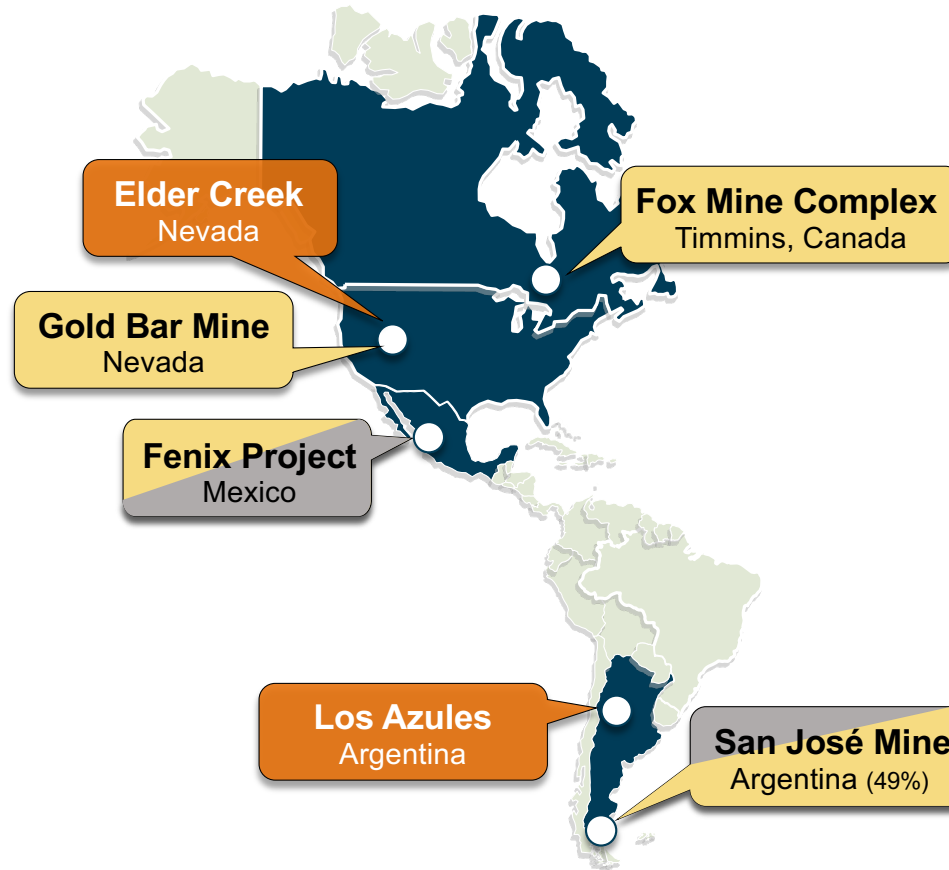 Elder Creek
Nevada
Fox Mine Complex
Timmins, Canada
Gold Bar Mine
Nevada
Fenix Project
Mexico
Los Azules
Argentina
San José Mine
Argentina (49%)